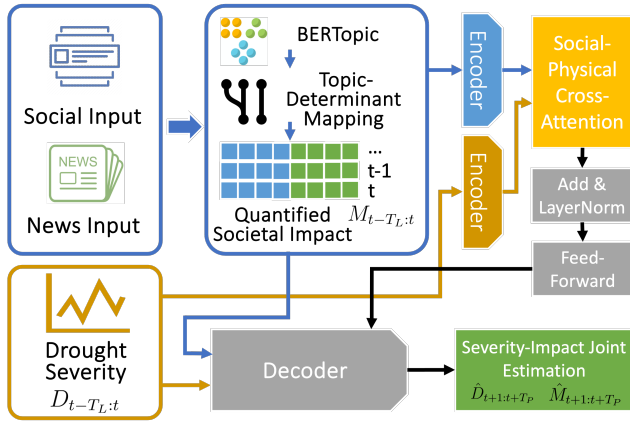 Social Input
NEWS
News Input
BERTopic
Topic-
Determinant
Mapping
...
t-1
t
Quantified
Societal Impact
M_{t-T_L:t}
Encoder
Encoder
Social-
Physical
Cross-
Attention
Add &
LayerNorm
Feed-
Forward
Drought
Severity
D_{t-T_L:t}
Decoder
Severity-Impact Joint
Estimation
\hat{D}_{t+1:t+T_P} \hat{M}_{t+1:t+T_P}